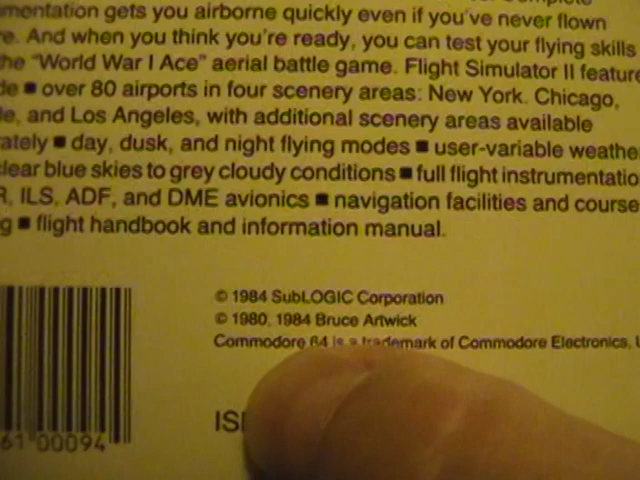 mentation gets you airborne quickly even if you've never flown
e. And when you think you're ready, you can test your flying skills
he "World War I Ace" aerial battle game. Flight Simulator II feature
de ■ over 80 airports in four scenery areas: New York, Chicago,
le, and Los Angeles, with additional scenery areas available
rately ■ day, dusk, and night flying modes ■ user-variable weathe
lear blue skies to grey cloudy conditions ■ full flight instrumentatio
R, ILS, ADF, and DME avionics ■ navigation facilities and course
g ■ flight handbook and information manual.
© 1984 SubLOGIC Corporation
© 1980, 1984 Bruce Artwick
Commodore 64 is a trademark of Commodore Electronics,
IS
61 00094